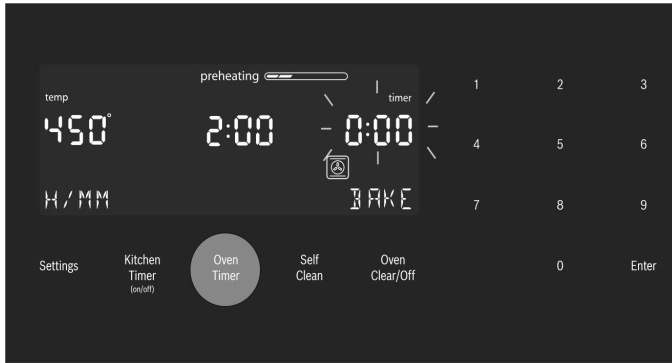 preheating
temp
timer
450°
2:00
0:00
H/MM
BAKE
1
2
3
4
5
6
7
8
9
0
Enter
Settings
Kitchen
Timer
(on/off)
Oven
Timer
Self
Clean
Oven
Clear/Off